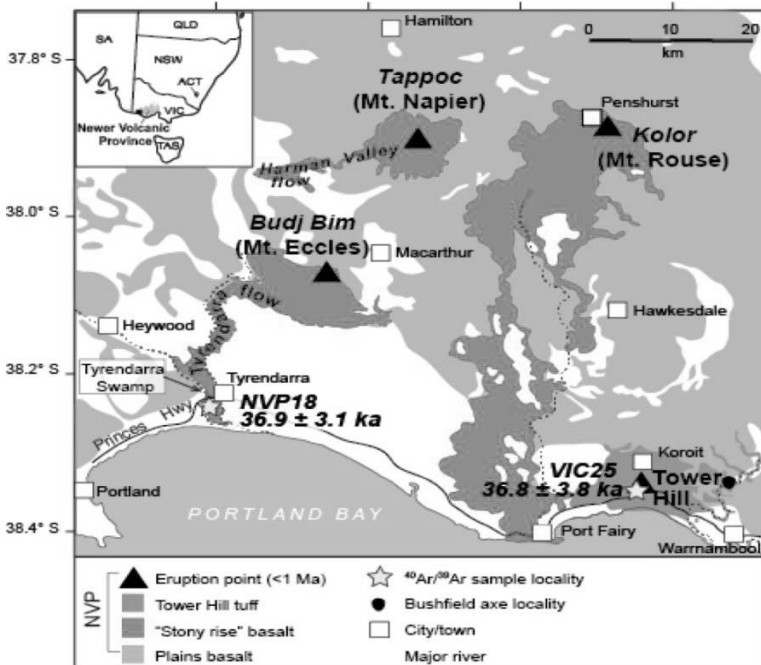 SA
QLD
NSW
ACT
VIC
Newer Volcanic
Province
TAS
Hamilton
0 10 20
km
37.8° S
Tappoc
(Mt. Napier)
Penshurst
Kolor
(Mt. Rouse)
Harman Valley
flow
38.0° S
Budj Bim
(Mt. Eccles)
Macarthur
Tyrendarra flow
Heywood
Hawkesdale
38.2° S
Tyrendarra
Swamp
Tyrendarra
NVP18
36.9 ± 3.1 ka
Princes Hwy
VIC25
36.8 ± 3.8 ka
Koroit
Tower
Hill
Portland
PORTLAND BAY
38.4° S
Port Fairy
Warrnambool
NVP
Eruption point (<1 Ma)
Tower Hill tuff
"Stony rise" basalt
Plains basalt
⁴⁰Ar/³⁹Ar sample locality
Bushfield axe locality
City/town
Major river